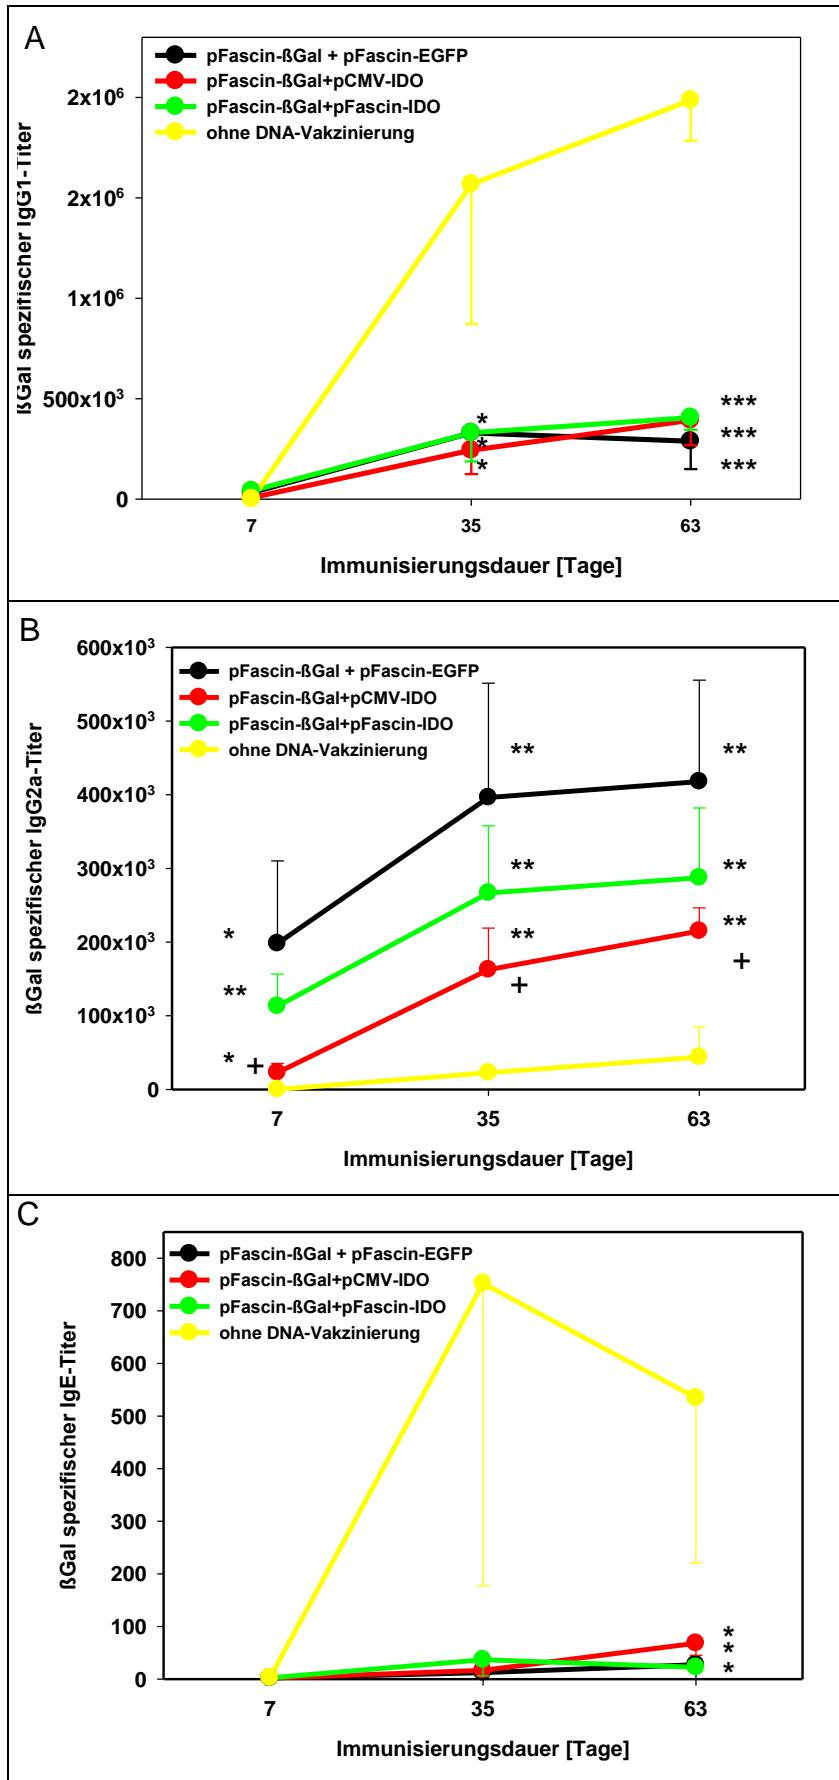 A
pFascin-ßGal + pFascin-EGFP
pFascin-ßGal+pCMV-IDO
pFascin-ßGal+pFascin-IDO
ohne DNA-Vakzinierung
ßGal spezifischer IgG1-Titer
2x10⁶
2x10⁶
1x10⁶
500x10³
0
*
*
*
***
***
***
7 35 63
Immunisierungsdauer [Tage]
B
pFascin-ßGal + pFascin-EGFP
pFascin-ßGal+pCMV-IDO
pFascin-ßGal+pFascin-IDO
ohne DNA-Vakzinierung
ßGal spezifischer IgG2a-Titer
600x10³
500x10³
400x10³
300x10³
200x10³
100x10³
0
** **
** **
* ** **
** + +
* +
7 35 63
Immunisierungsdauer [Tage]
C
pFascin-ßGal + pFascin-EGFP
pFascin-ßGal+pCMV-IDO
pFascin-ßGal+pFascin-IDO
ohne DNA-Vakzinierung
ßGal spezifischer IgE-Titer
800
700
600
500
400
300
200
100
0
*
*
*
7 35 63
Immunisierungsdauer [Tage]